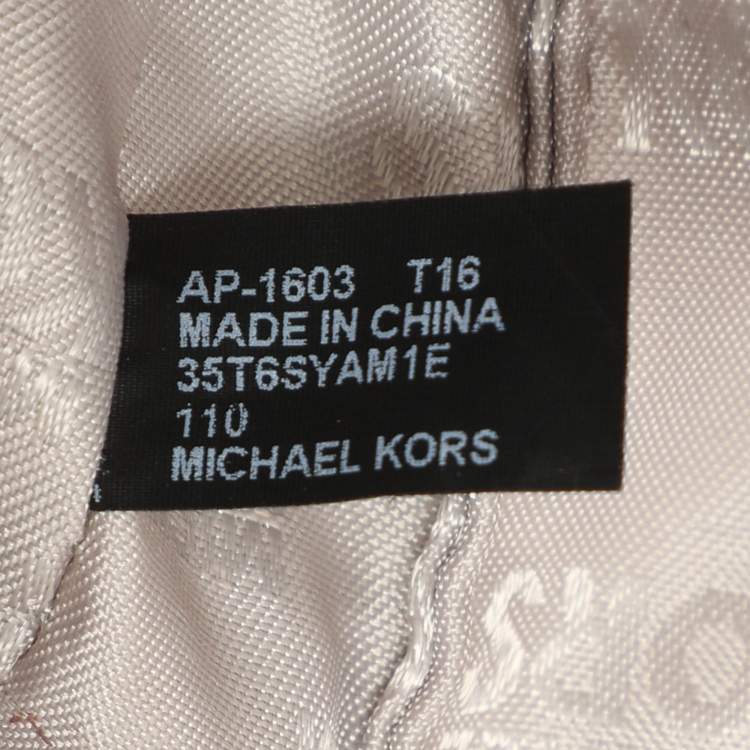 AP-1603 T16
MADE IN CHINA
35T6SYAM1E
110
MICHAEL KORS